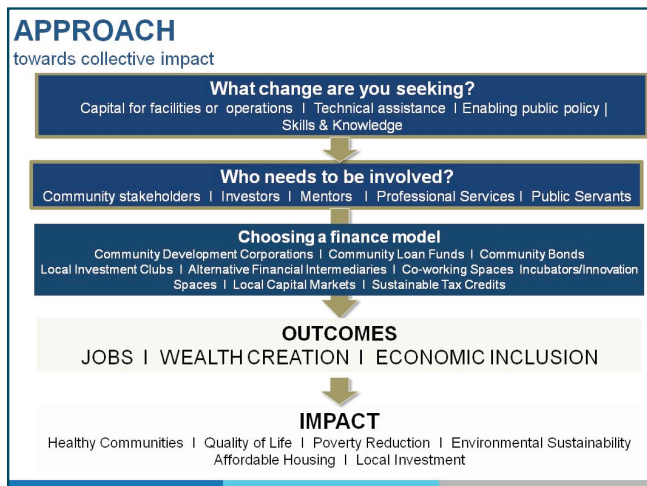 APPROACH
towards collective impact
What change are you seeking?
Capital for facilities or operations I Technical assistance I Enabling public policy |
Skills & Knowledge
Who needs to be involved?
Community stakeholders I Investors I Mentors I Professional Services I Public Servants
Choosing a finance model
Community Development Corporations I Community Loan Funds I Community Bonds
Local Investment Clubs I Alternative Financial Intermediaries I Co-working Spaces Incubators/Innovation
Spaces I Local Capital Markets I Sustainable Tax Credits
OUTCOMES
JOBS I WEALTH CREATION I ECONOMIC INCLUSION
IMPACT
Healthy Communities I Quality of Life I Poverty Reduction I Environmental Sustainability
Affordable Housing I Local Investment